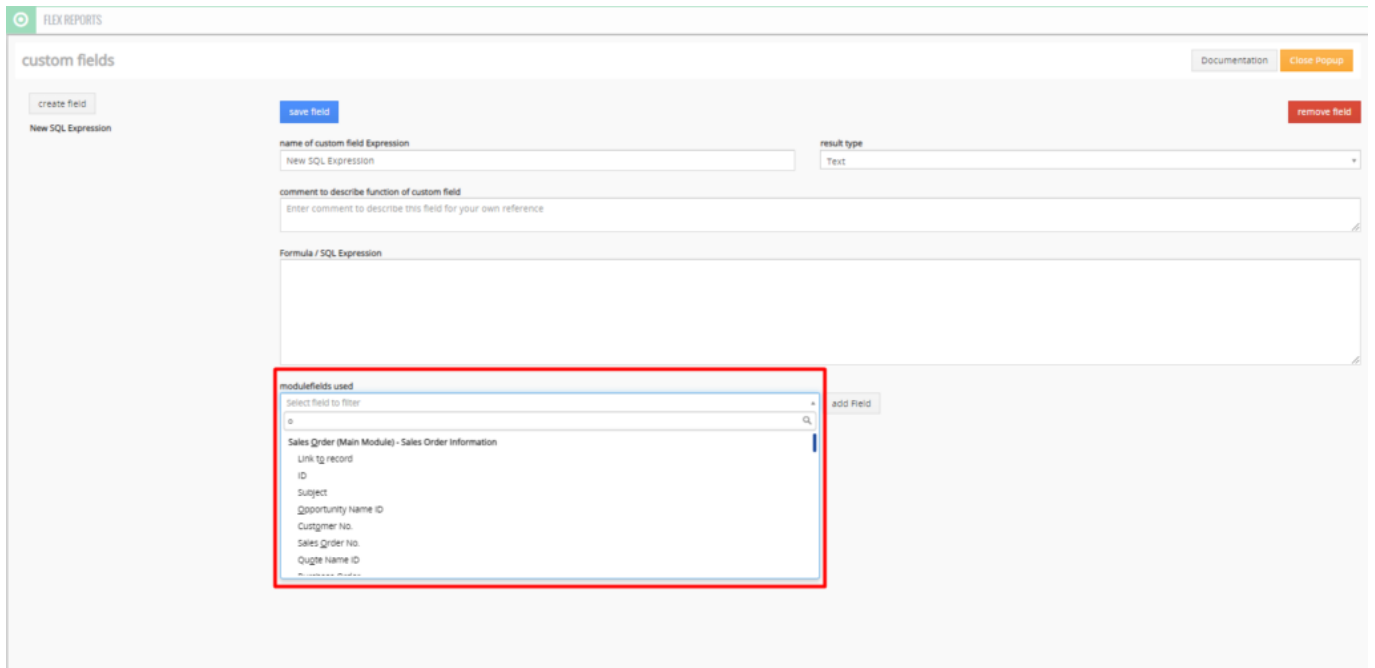 FLEX REPORTS
custom fields
Documentation
Close Popup
create field
New SQL Expression
save field
remove field
name of custom field Expression
result type
New SQL Expression
Text
comment to describe function of custom field
Enter comment to describe this field for your own reference
Formula / SQL Expression
modulefields used
Select field to filter
add Field
o
Sales Order (Main Module) - Sales Order Information
Link to record
ID
Subject
Opportunity Name ID
Customer No.
Sales Order No.
Quote Name ID
Purchase Order